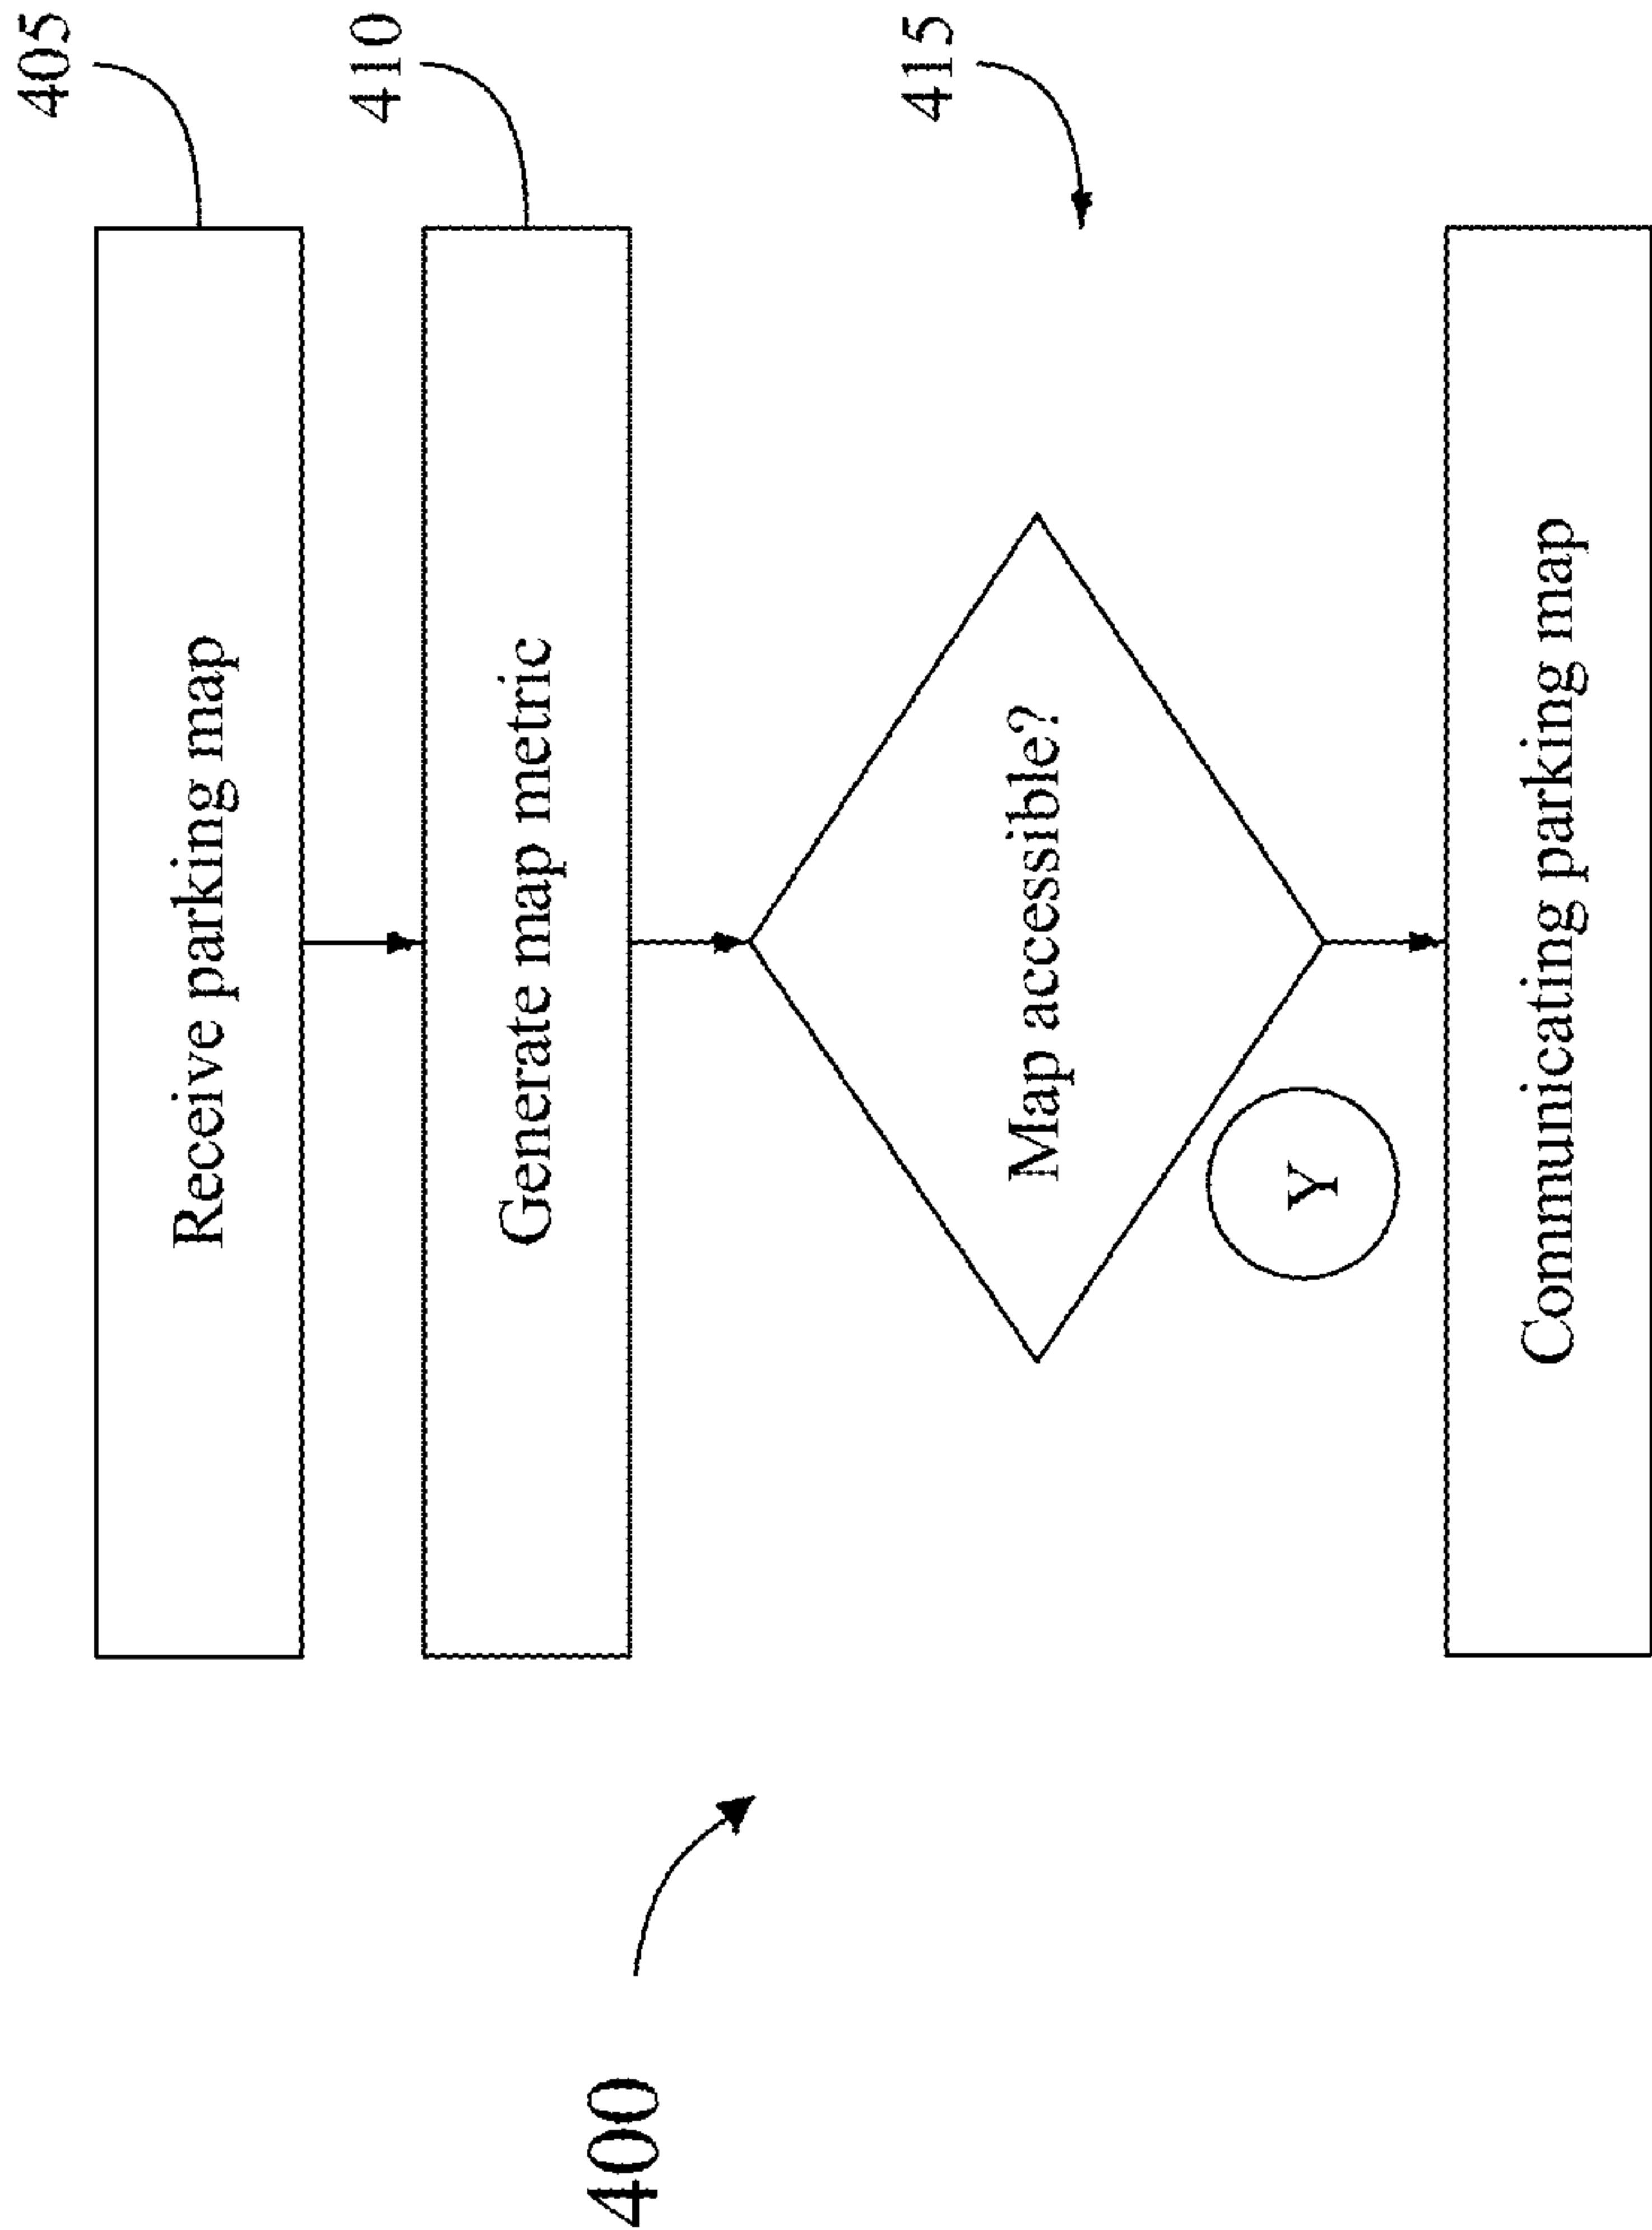 400
Receive parking map
405
Generate map metric
410
Map accessible?
415
Y
Communicating parking map